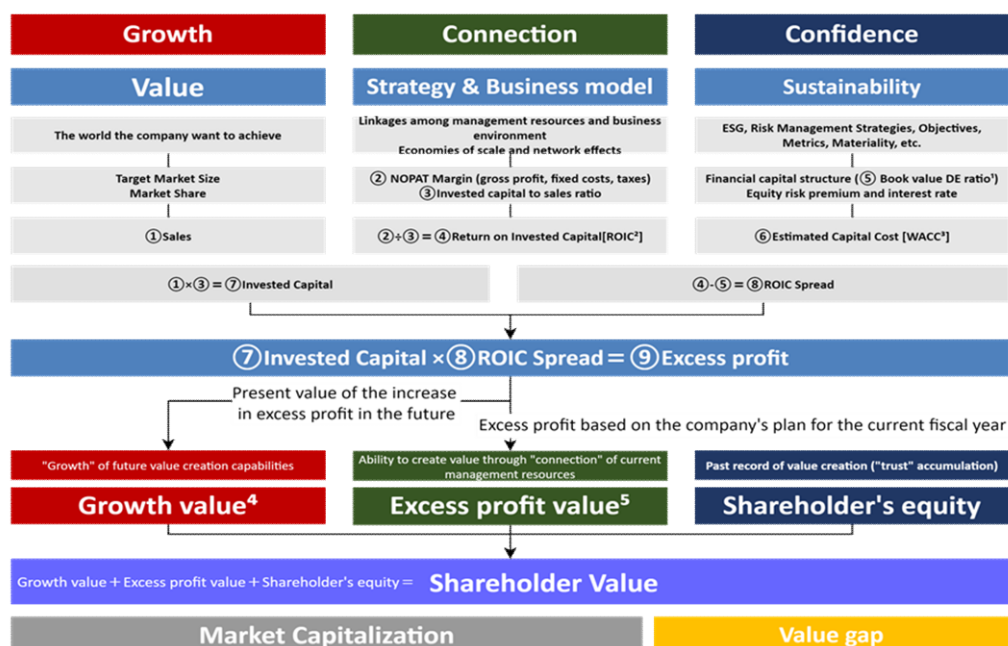 Growth
Connection
Confidence
Value
Strategy & Business model
Sustainability
The world the company want to achieve
Linkages among management resources and business
environment
Economies of scale and network effects
ESG, Risk Management Strategies, Objectives,
Metrics, Materiality, etc.
Target Market Size
Market Share
② NOPAT Margin (gross profit, fixed costs, taxes)
③Invested capital to sales ratio
Financial capital structure (⑤ Book value DE ratio¹)
Equity risk premium and interest rate
①Sales
②÷③=④Return on Invested Capital[ROIC²]
⑥Estimated Capital Cost [WACC³]
①×③=⑦Invested Capital
④-⑤=⑧ROIC Spread
⑦Invested Capital ×⑧ROIC Spread=⑨Excess profit
Present value of the increase
in excess profit in the future
Excess profit based on the company's plan for the current fiscal year
"Growth" of future value creation capabilities
Ability to create value through "connection" of current
management resources
Past record of value creation ("trust" accumulation)
Growth value⁴
Excess profit value⁵
Shareholder's equity
Growth value+Excess profit value+Shareholder's equity= Shareholder Value
Market Capitalization
Value gap